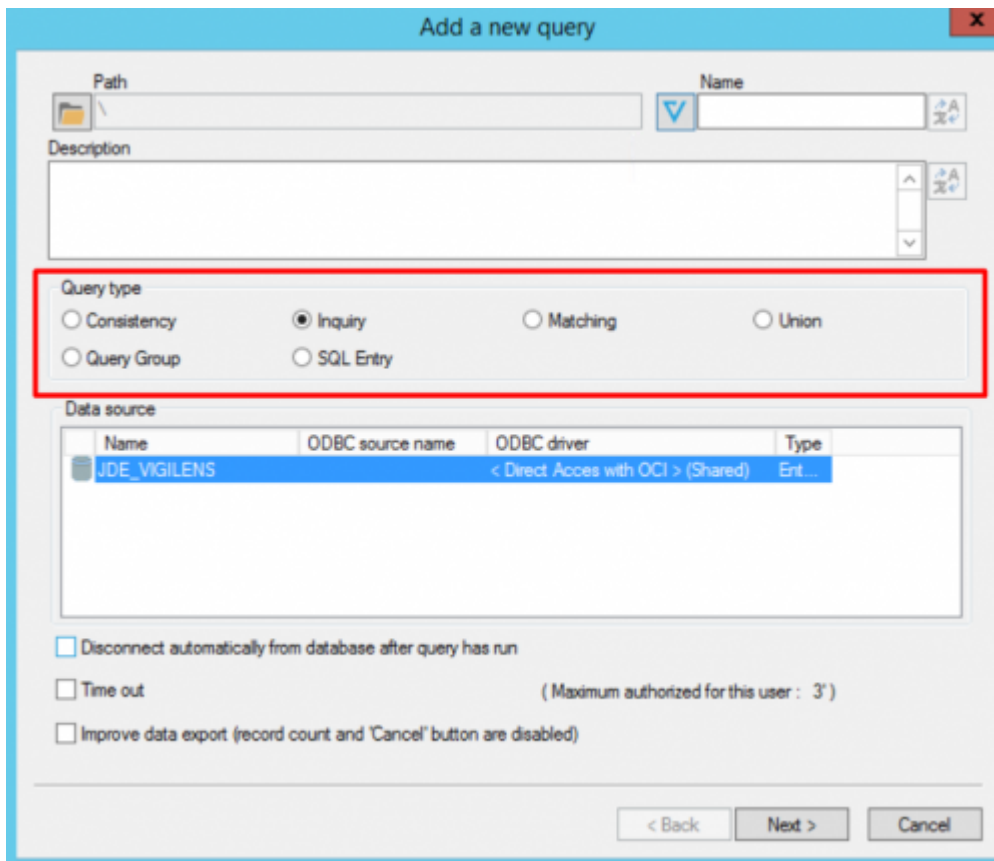 Add a new query
x
Path Name
\
Description
Query type
Consistency Inquiry Matching Union
Query Group SQL Entry
Data source
Name ODBC source name ODBC driver Type
JDE_VIGILENS < Direct Acces with OCI > (Shared) Ent...
Disconnect automatically from database after query has run
Time out ( Maximum authorized for this user : 3' )
Improve data export (record count and 'Cancel' button are disabled)
< Back Next > Cancel